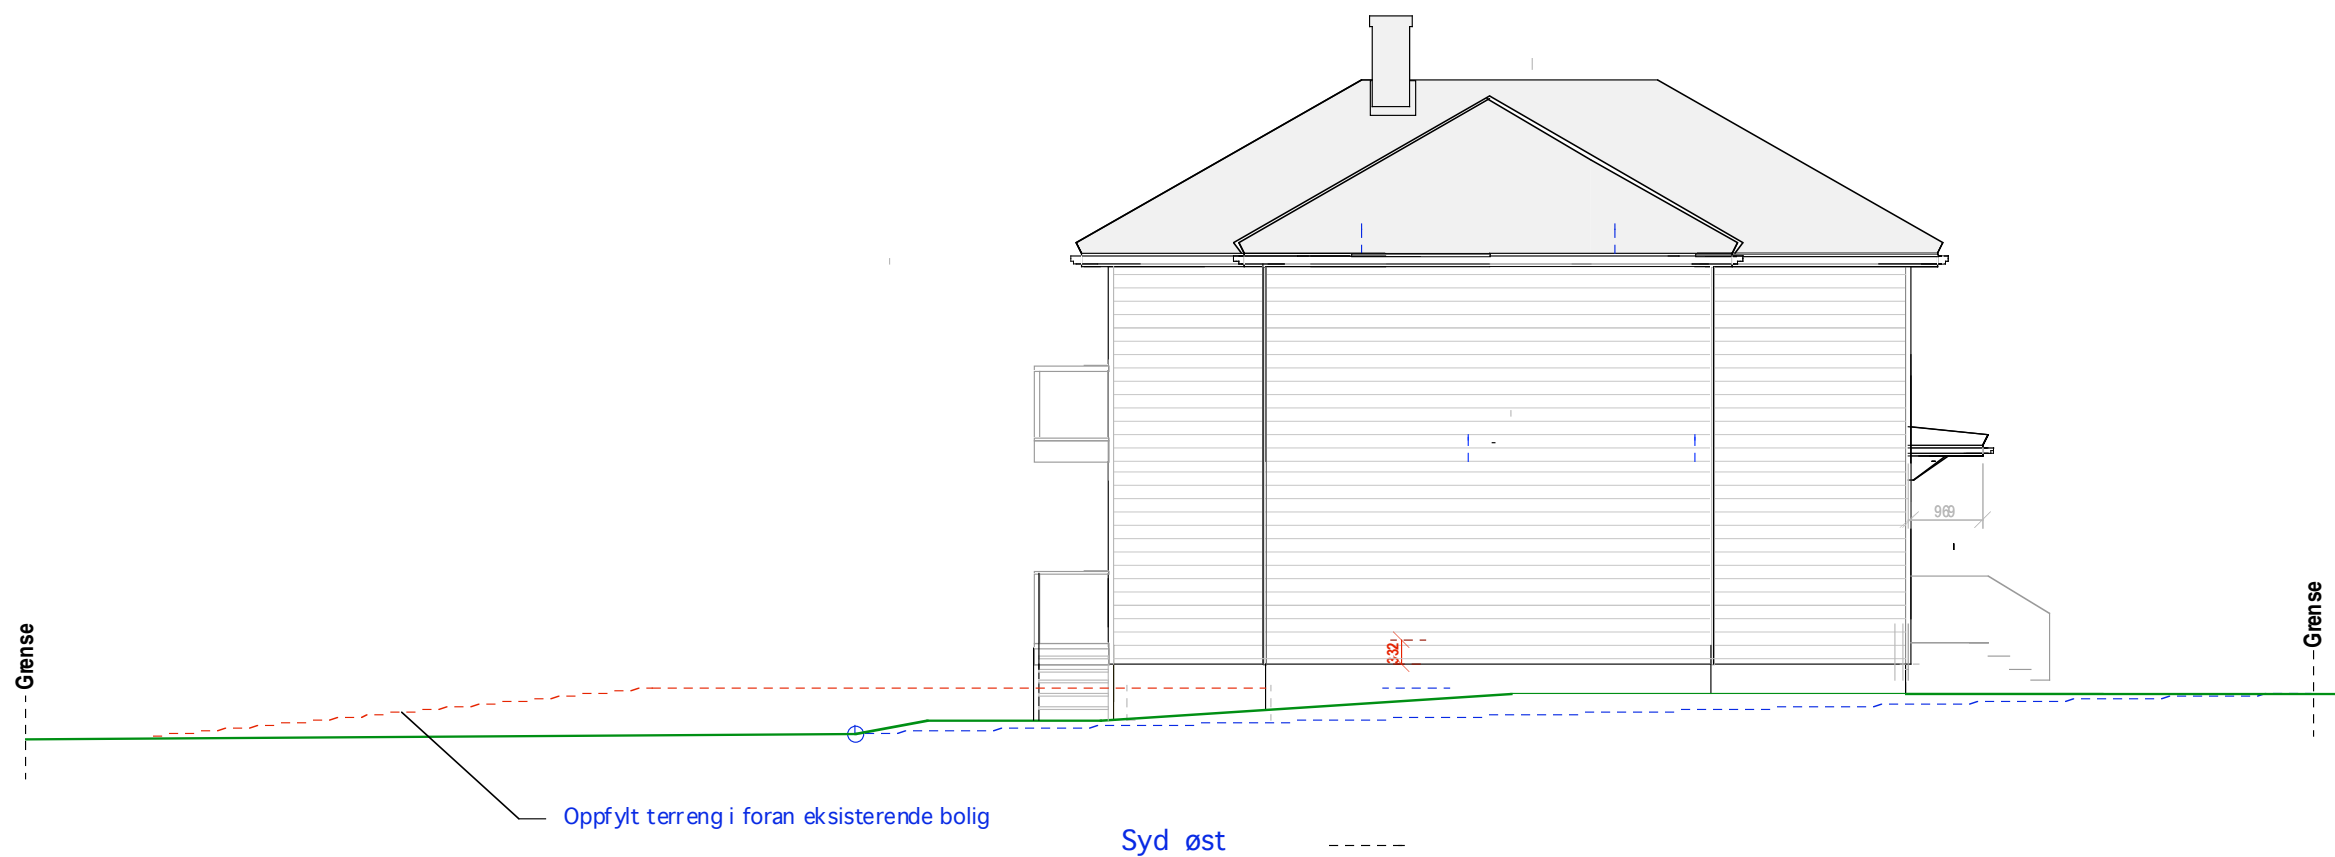 969
Grense
332
Grense
Oppfylt terreng i foran eksisterende bolig
Syd øst